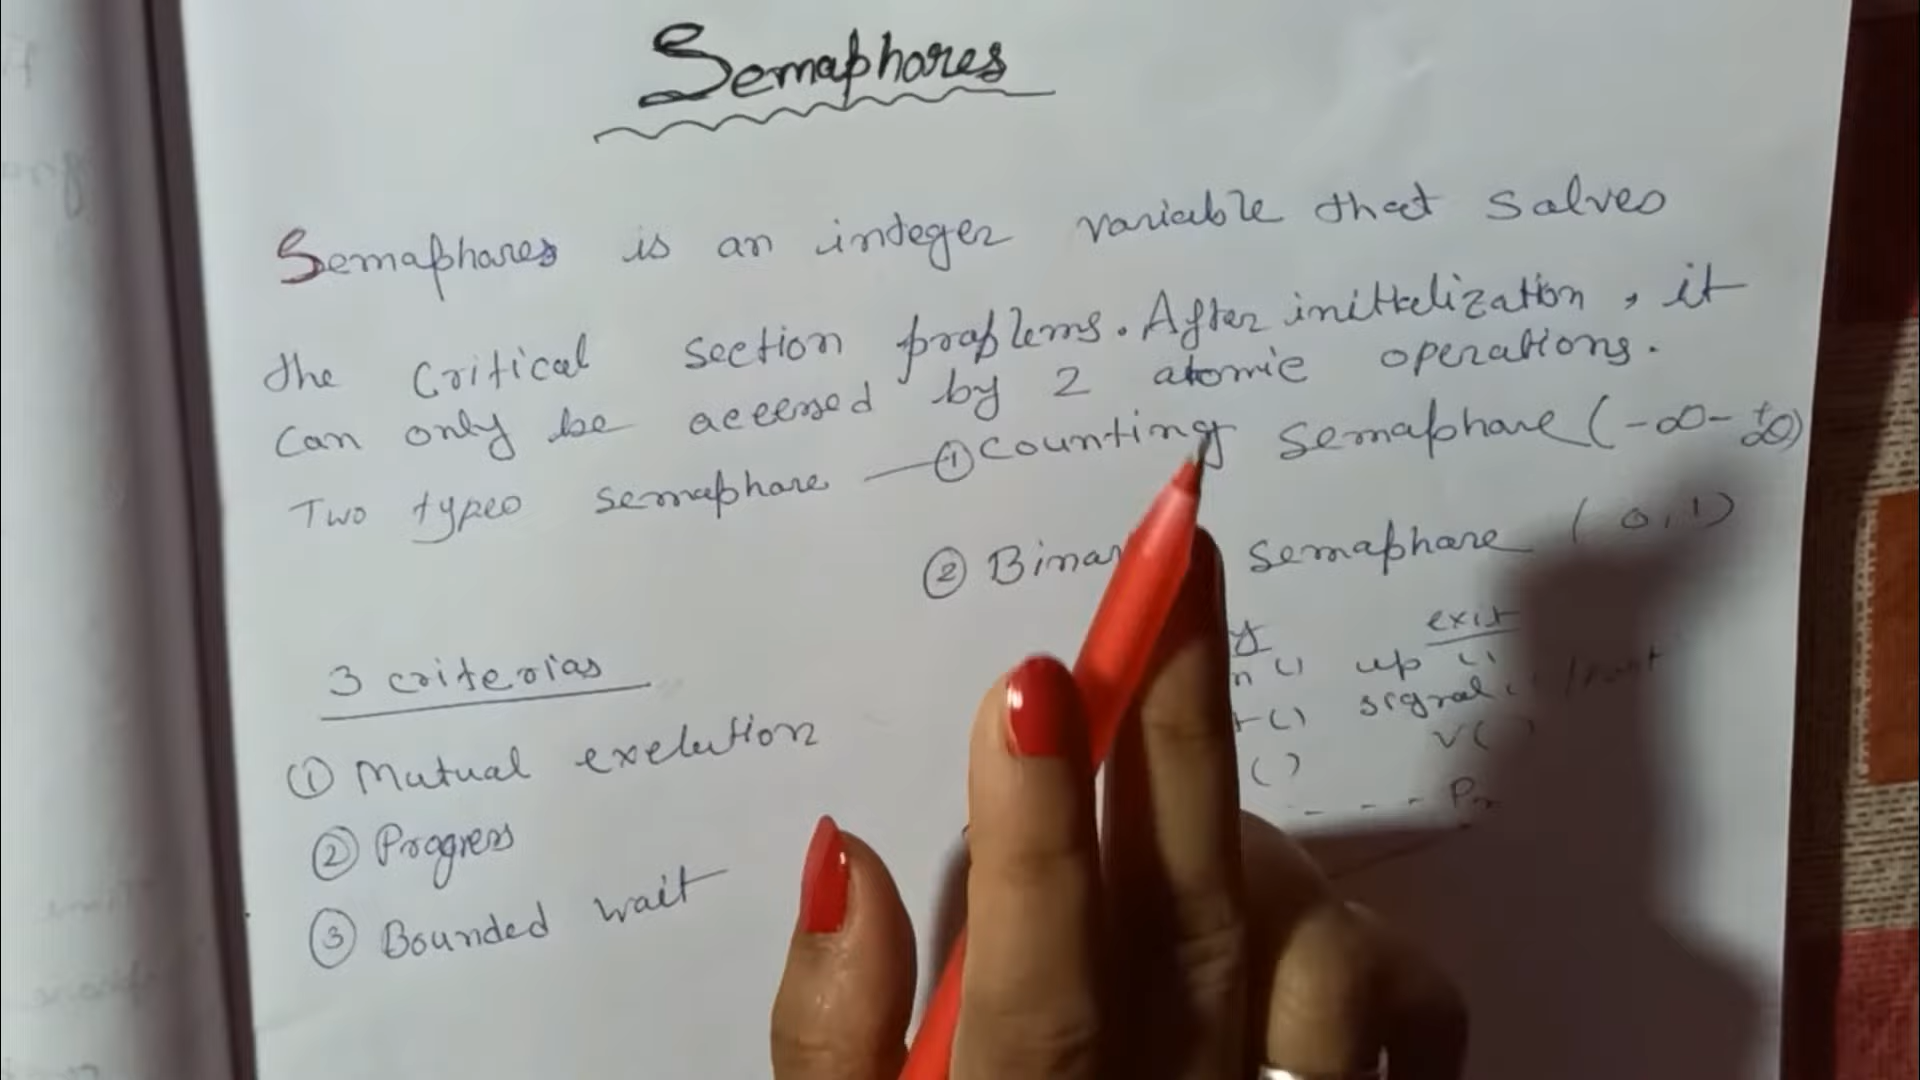 Semaphores
Semaphores is an integer variable that solves
the critical section problems. After initialization, it
can only be accessed by 2 atomic operations.
Two types semaphore — ① Counting semaphore (-∞ - +∞)
② Binar semaphore (0, 1)
exit
3 criterias
n () up ()
① Mutual exclution
t () signal
() V()
② Progress
③ Bounded wait